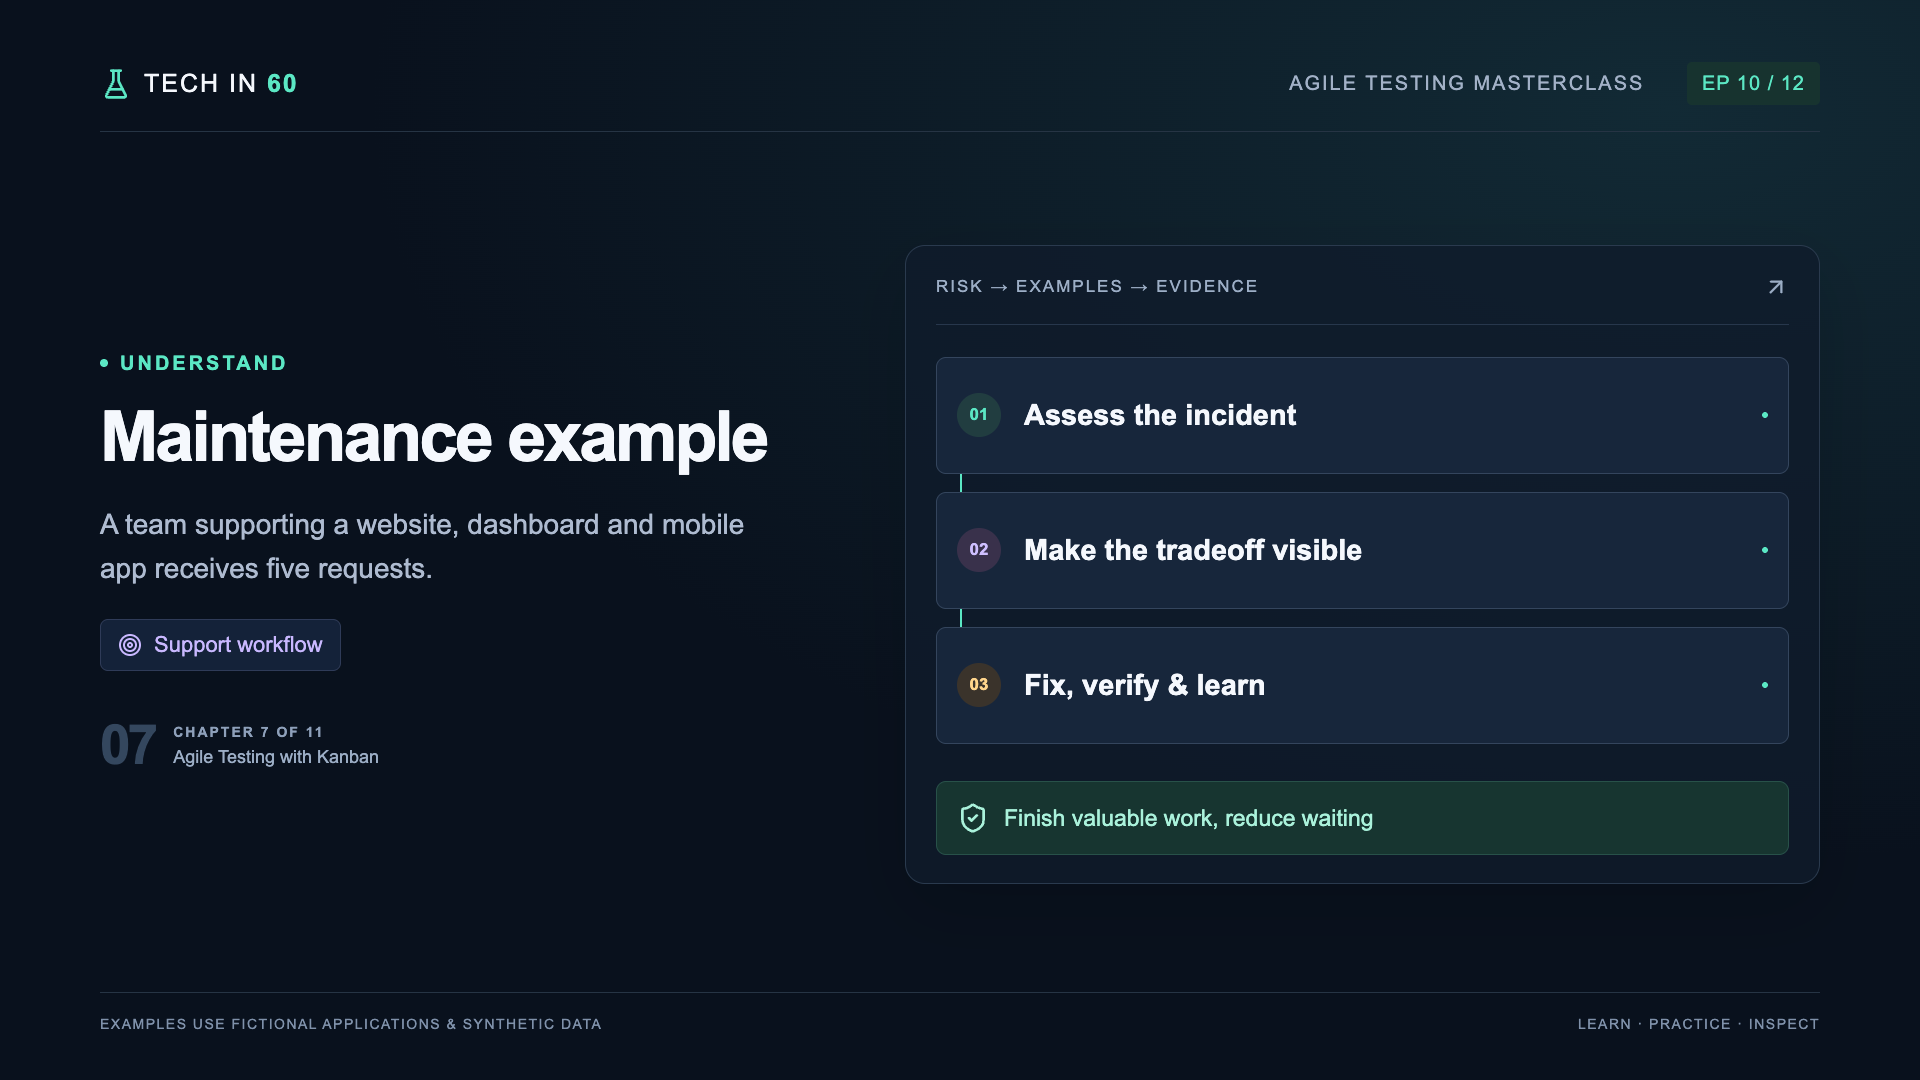 TECH IN 60
AGILE TESTING MASTERCLASS
EP 10 / 12
UNDERSTAND
Maintenance example
A team supporting a website, dashboard and mobile
app receives five requests.
Support workflow
07
CHAPTER 7 OF 11
Agile Testing with Kanban
RISK → EXAMPLES → EVIDENCE
01
Assess the incident
02
Make the tradeoff visible
03
Fix, verify & learn
Finish valuable work, reduce waiting
EXAMPLES USE FICTIONAL APPLICATIONS & SYNTHETIC DATA
LEARN · PRACTICE · INSPECT